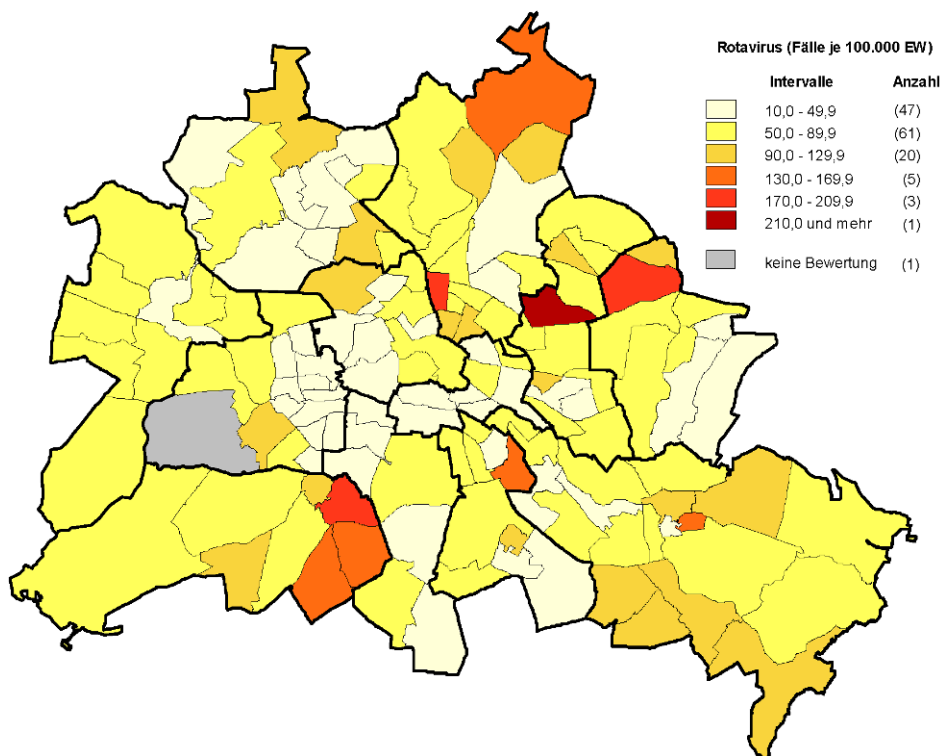 Rotavirus (Fälle je 100.000 EW)
Intervalle Anzahl
10,0 - 49,9 (47)
50,0 - 89,9 (61)
90,0 - 129,9 (20)
130,0 - 169,9 (5)
170,0 - 209,9 (3)
210,0 und mehr (1)
keine Bewertung (1)